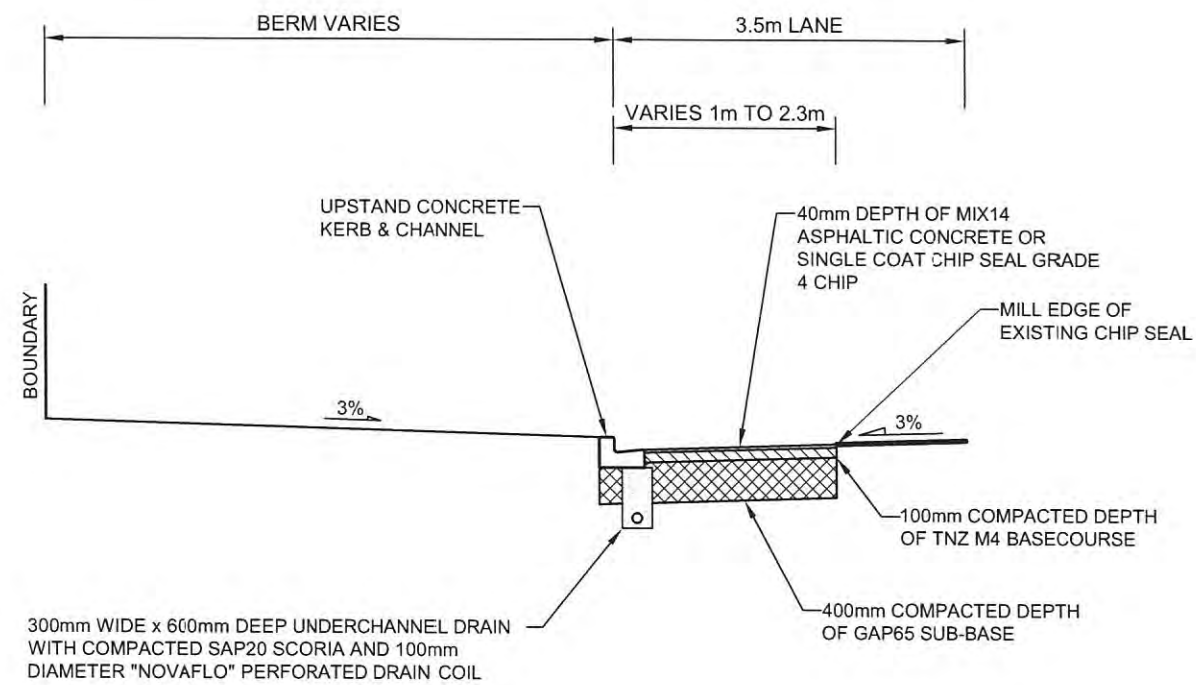 BERM VARIES
3.5m LANE
VARIES 1m TO 2.3m
UPSTAND CONCRETE
KERB & CHANNEL
40mm DEPTH OF MIX14
ASPHALTIC CONCRETE OR
SINGLE COAT CHIP SEAL GRADE
4 CHIP
MILL EDGE OF
EXISTING CHIP SEAL
BOUNDARY
3%
3%
100mm COMPACTED DEPTH
OF TNZ M4 BASECOURSE
400mm COMPACTED DEPTH
OF GAP65 SUB-BASE
300mm WIDE x 600mm DEEP UNDERCHANNEL DRAIN
WITH COMPACTED SAP20 SCORIA AND 100mm
DIAMETER "NOVAFLO" PERFORATED DRAIN COIL